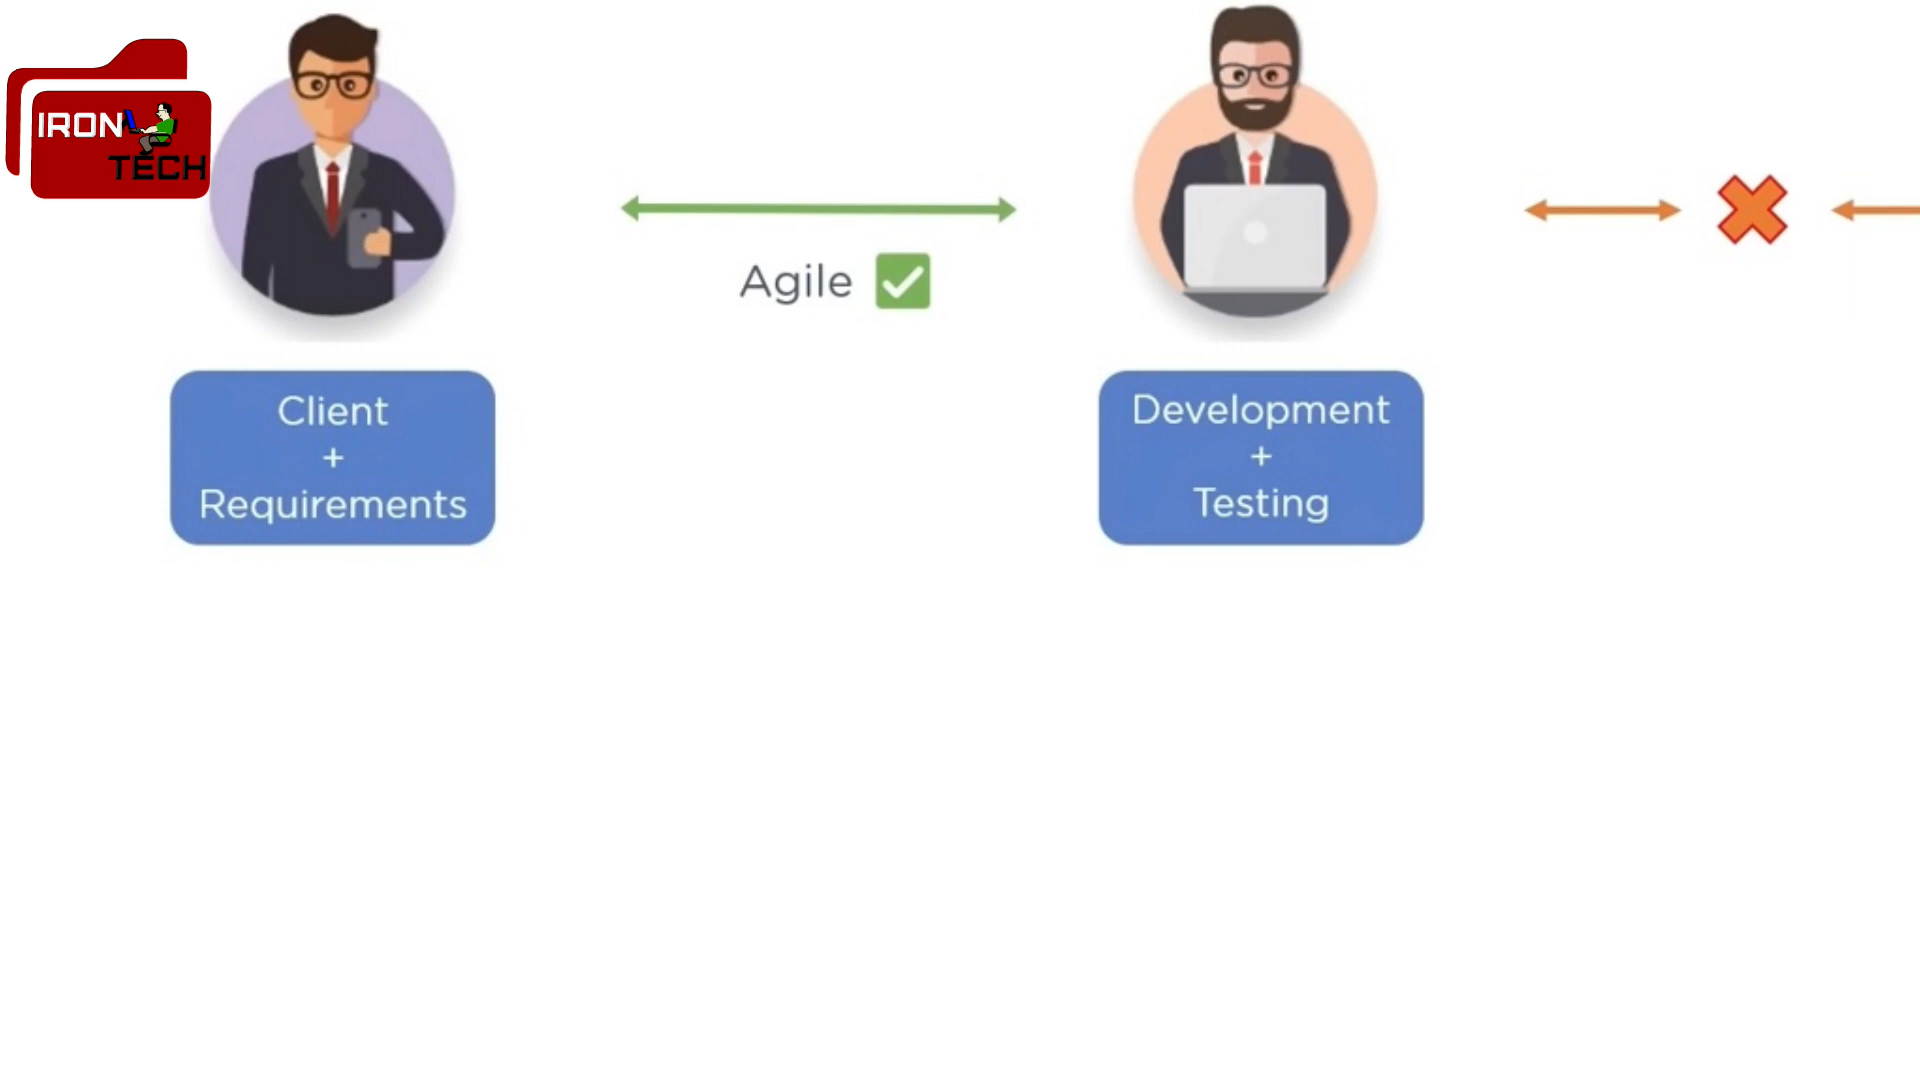 IRON
TECH
Agile
Client
+
Requirements
Development
+
Testing